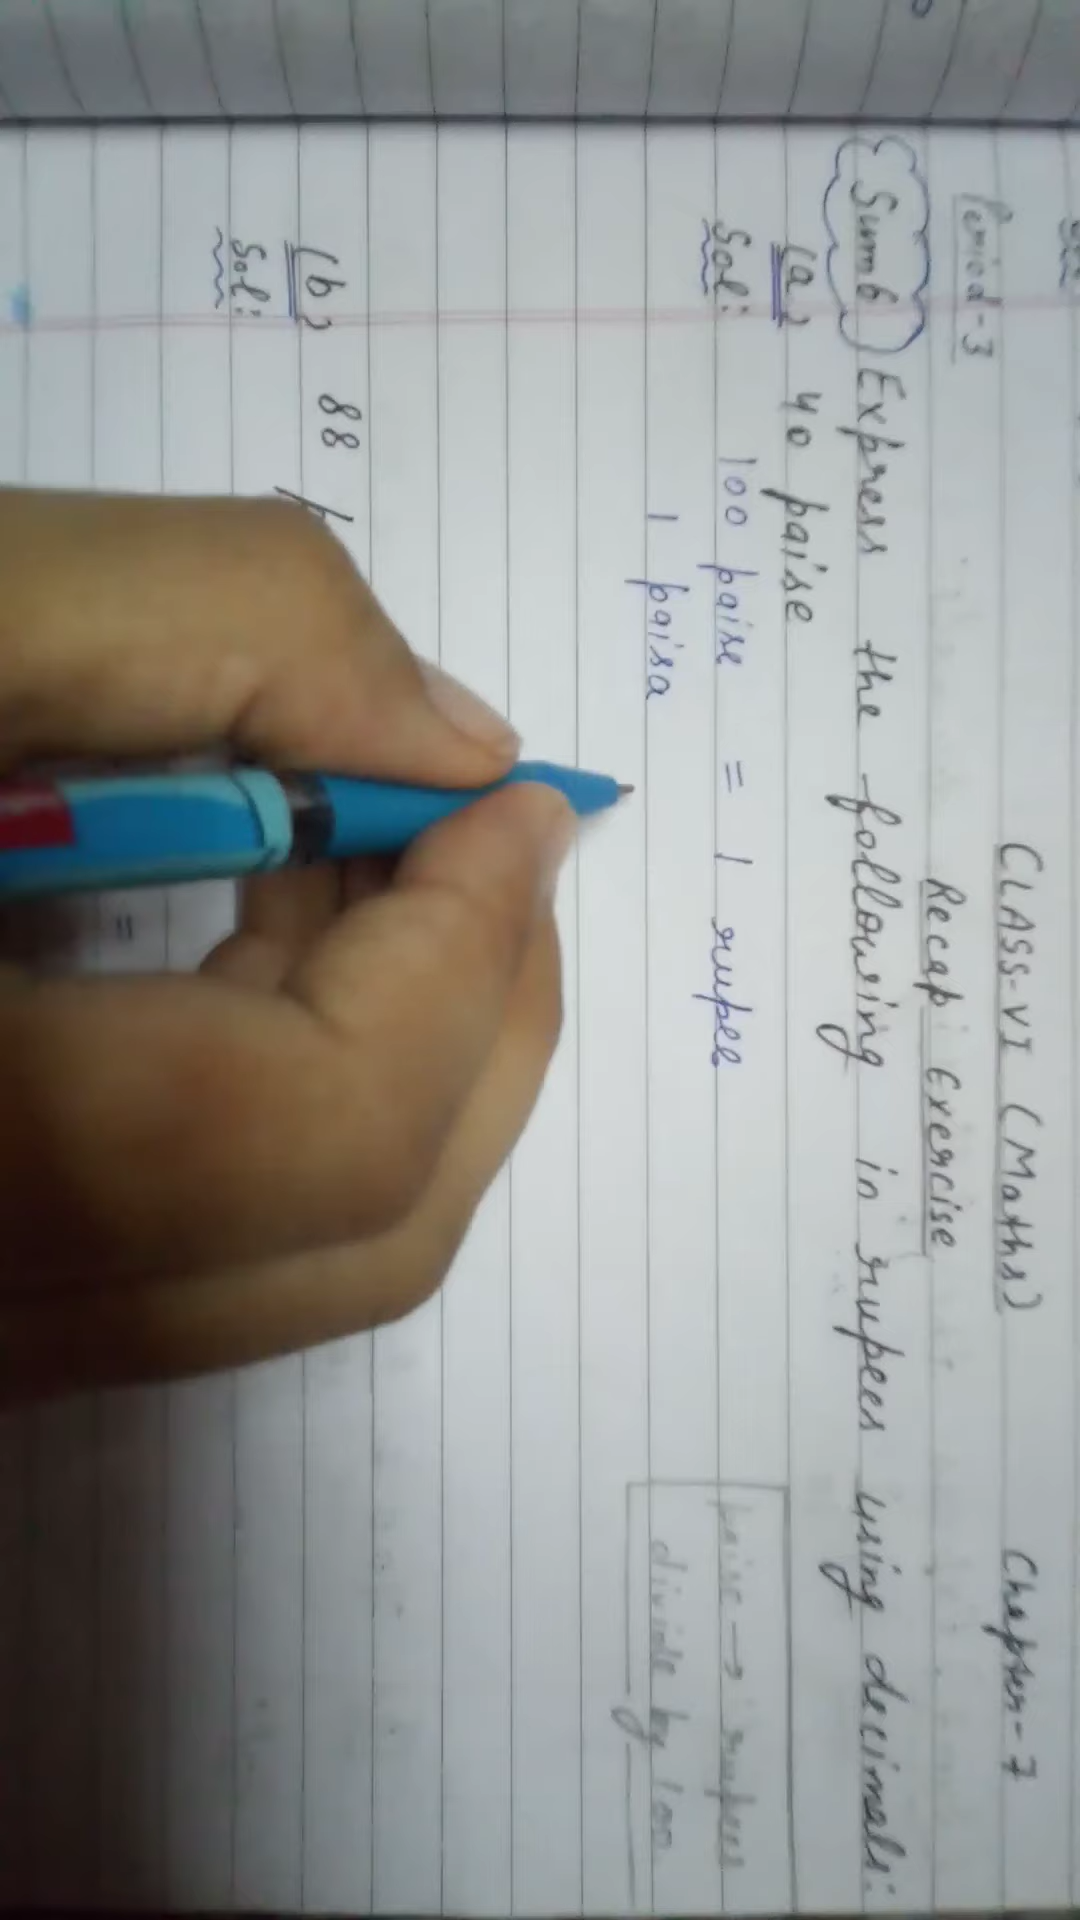 CLASS-VI (Maths) Chapter-7
Period-3 Recap Exercise
Sum 6) Express the following in rupees using decimals:
(a) 40 paise
Sol: 100 paise = 1 rupee
1 paisa
paise → rupees
divide by 100
(b) 88 p
Sol:
=